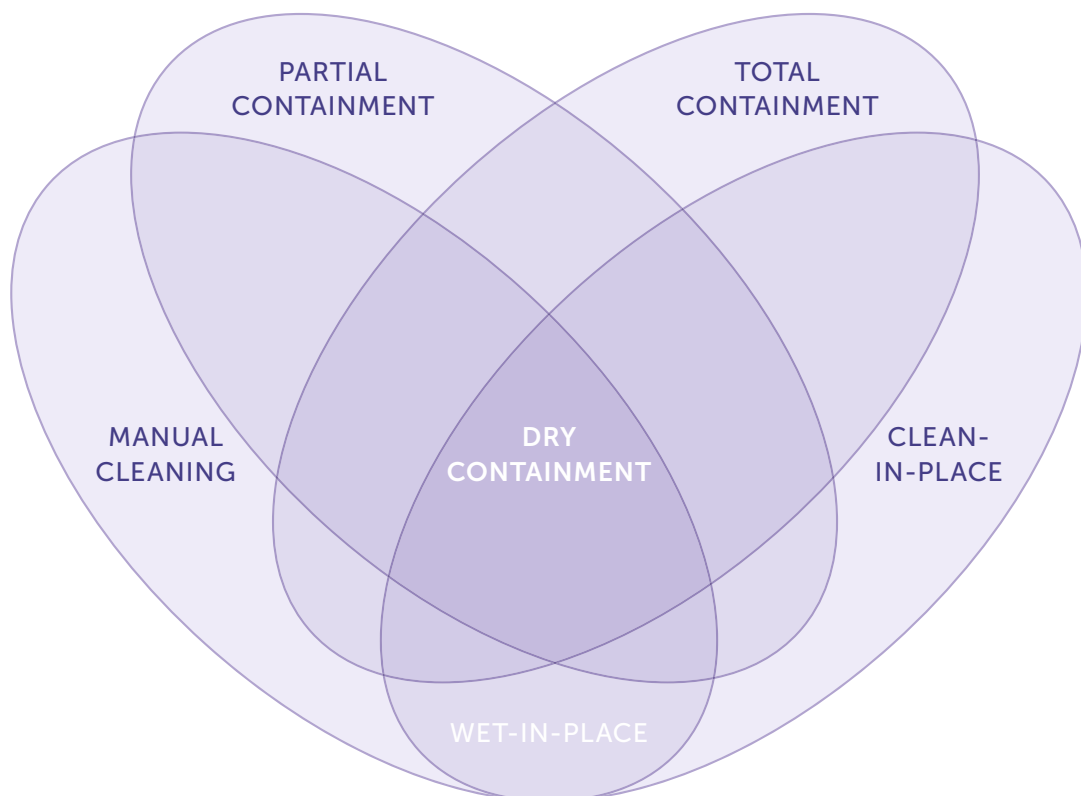 PARTIAL
CONTAINMENT
TOTAL
CONTAINMENT
MANUAL
CLEANING
DRY
CONTAINMENT
CLEAN-
IN-PLACE
WET-IN-PLACE